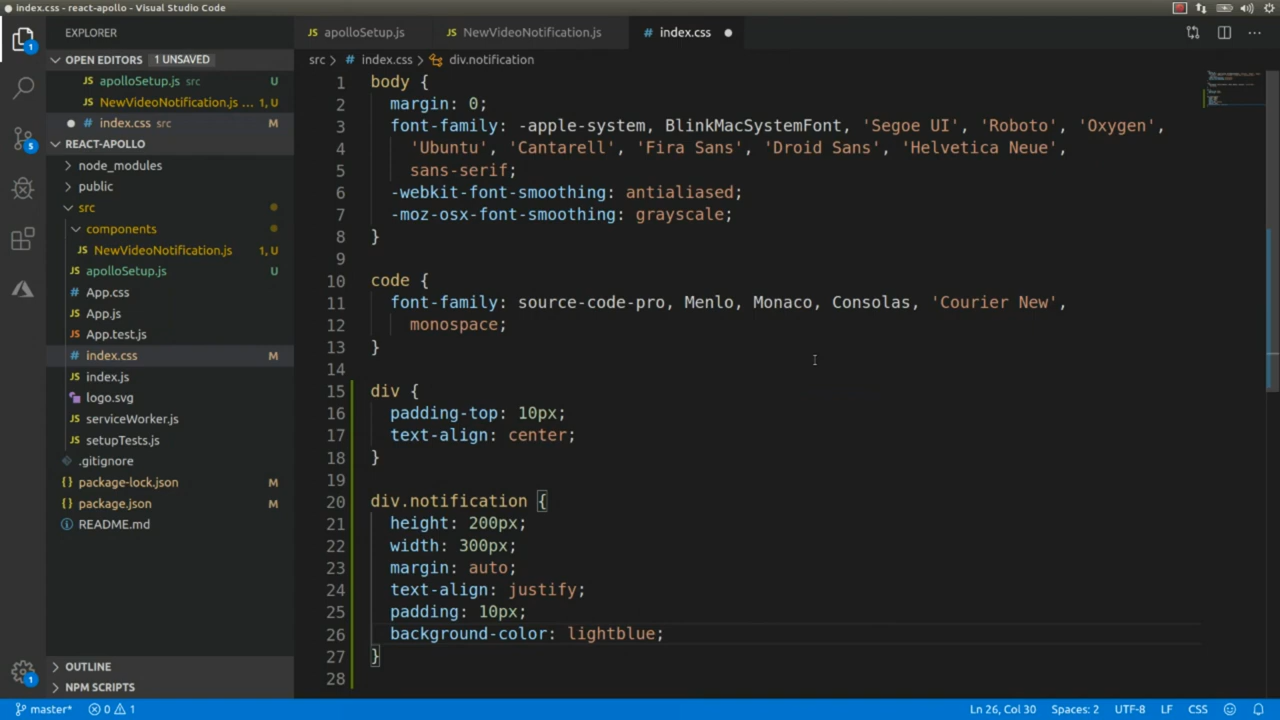 index.css - react-apollo - Visual Studio Code
EXPLORER
OPEN EDITORS 1 UNSAVED
JS apolloSetup.js src U
JS NewVideoNotification.js ... 1, U
# index.css src M
REACT-APOLLO
node_modules
public
src
components
JS NewVideoNotification.js 1, U
JS apolloSetup.js U
# App.css
JS App.js
JS App.test.js
# index.css M
JS index.js
logo.svg
JS serviceWorker.js
JS setupTests.js
.gitignore
{} package-lock.json M
{} package.json M
README.md
OUTLINE
NPM SCRIPTS
1
5
1
JS apolloSetup.js
JS NewVideoNotification.js
# index.css
src > # index.css > div.notification
1 body {
2 margin: 0;
3 font-family: -apple-system, BlinkMacSystemFont, 'Segoe UI', 'Roboto', 'Oxygen',
4 'Ubuntu', 'Cantarell', 'Fira Sans', 'Droid Sans', 'Helvetica Neue',
5 sans-serif;
6 -webkit-font-smoothing: antialiased;
7 -moz-osx-font-smoothing: grayscale;
8 }
9
10 code {
11 font-family: source-code-pro, Menlo, Monaco, Consolas, 'Courier New',
12 monospace;
13 }
14
15 div {
16 padding-top: 10px;
17 text-align: center;
18 }
19
20 div.notification {
21 height: 200px;
22 width: 300px;
23 margin: auto;
24 text-align: justify;
25 padding: 10px;
26 background-color: lightblue;
27 }
28
master* 0 1
Ln 26, Col 30 Spaces: 2 UTF-8 LF CSS